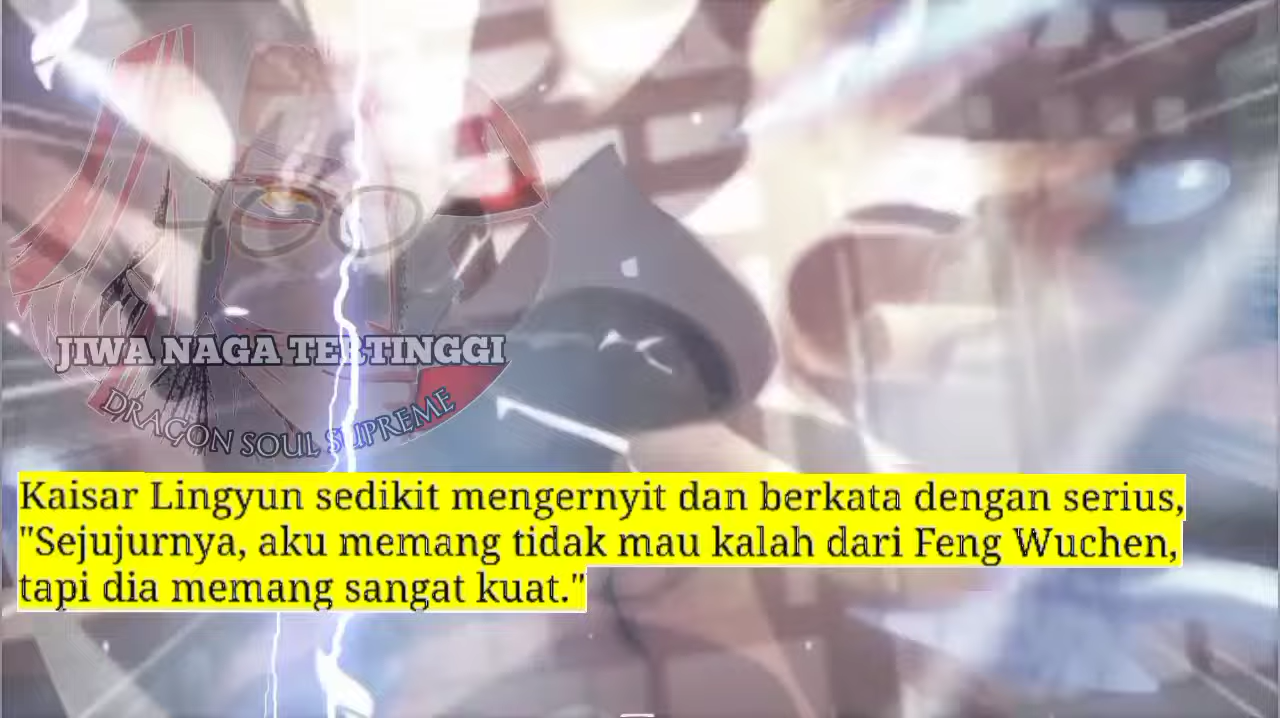 400
JIWA NAGA TERTINGGI
DRAGON SOUL SUPREME
Kaisar Lingyun sedikit mengernyit dan berkata dengan serius,
"Sejujurnya, aku memang tidak mau kalah dari Feng Wuchen,
tapi dia memang sangat kuat."